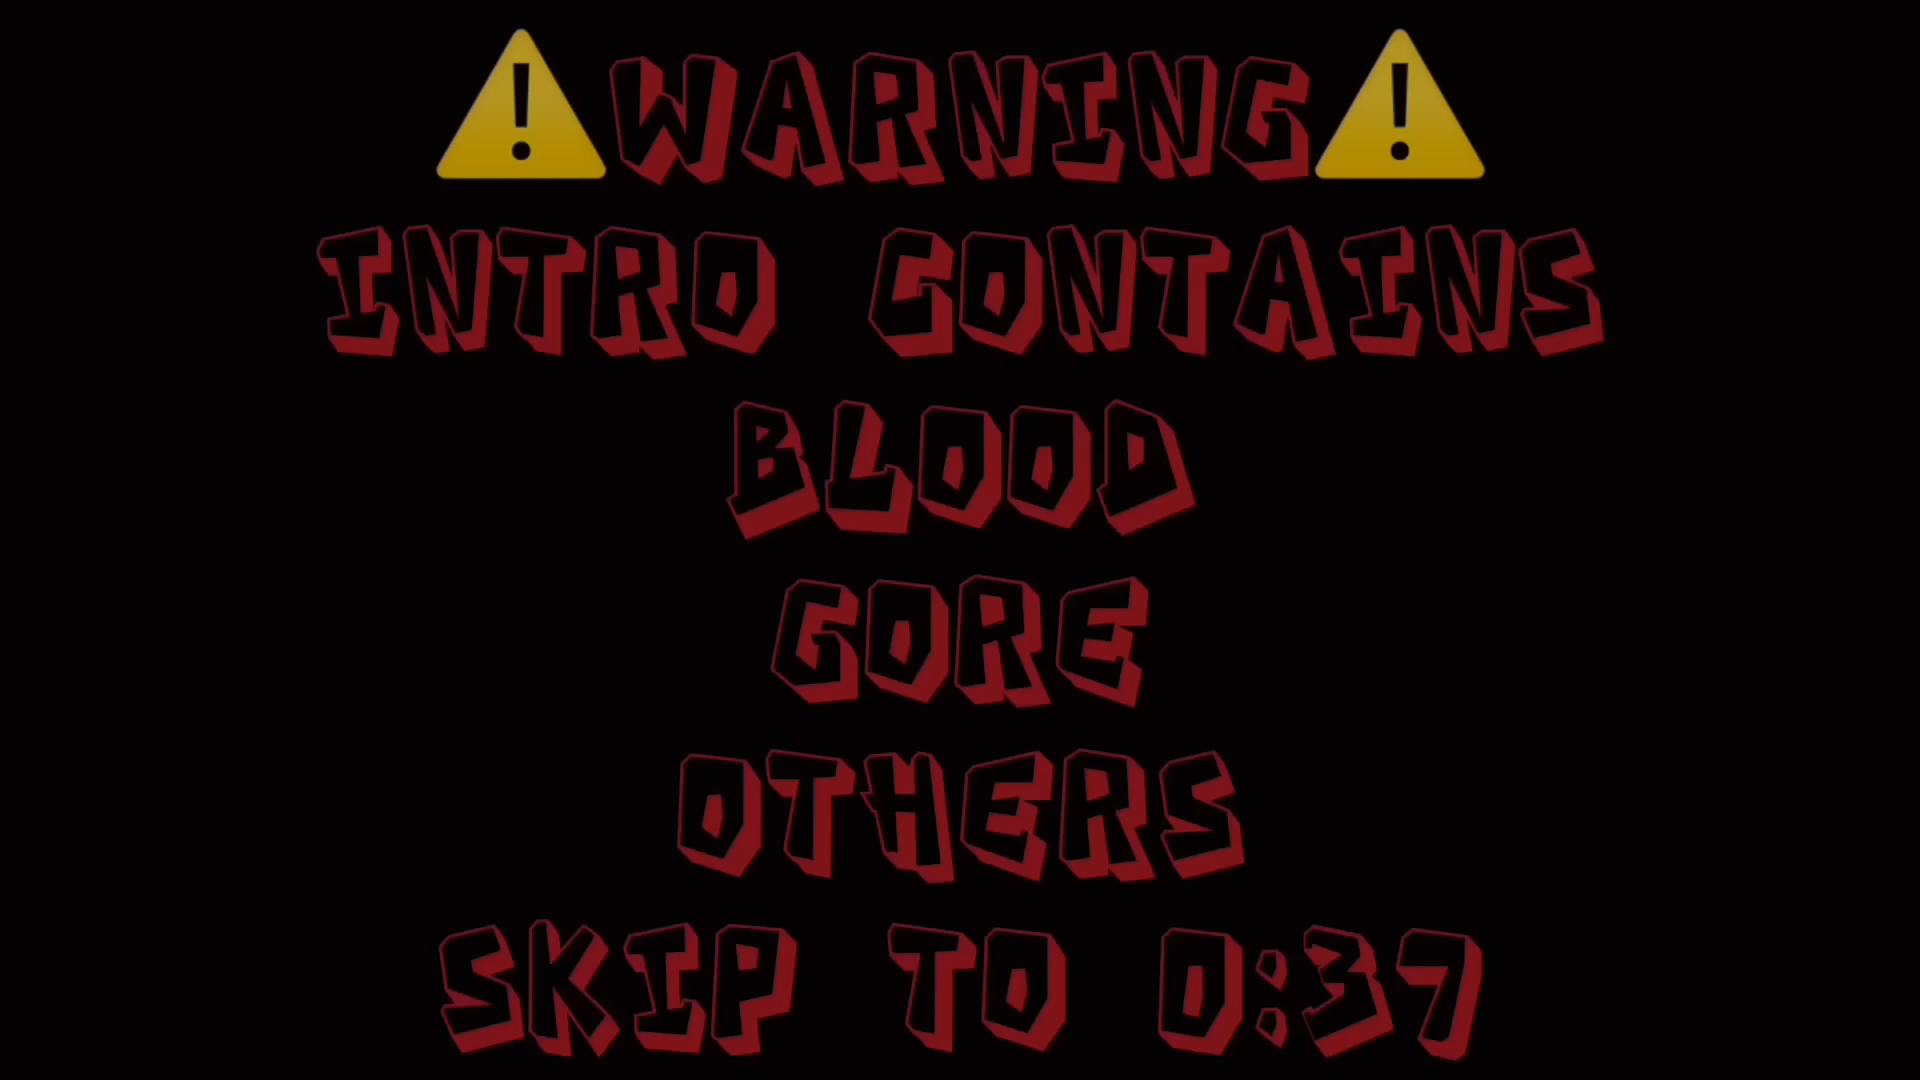 ⚠️WARNING⚠️
INTRO CONTAINS
BLOOD
GORE
OTHERS
SKIP TO 0:37